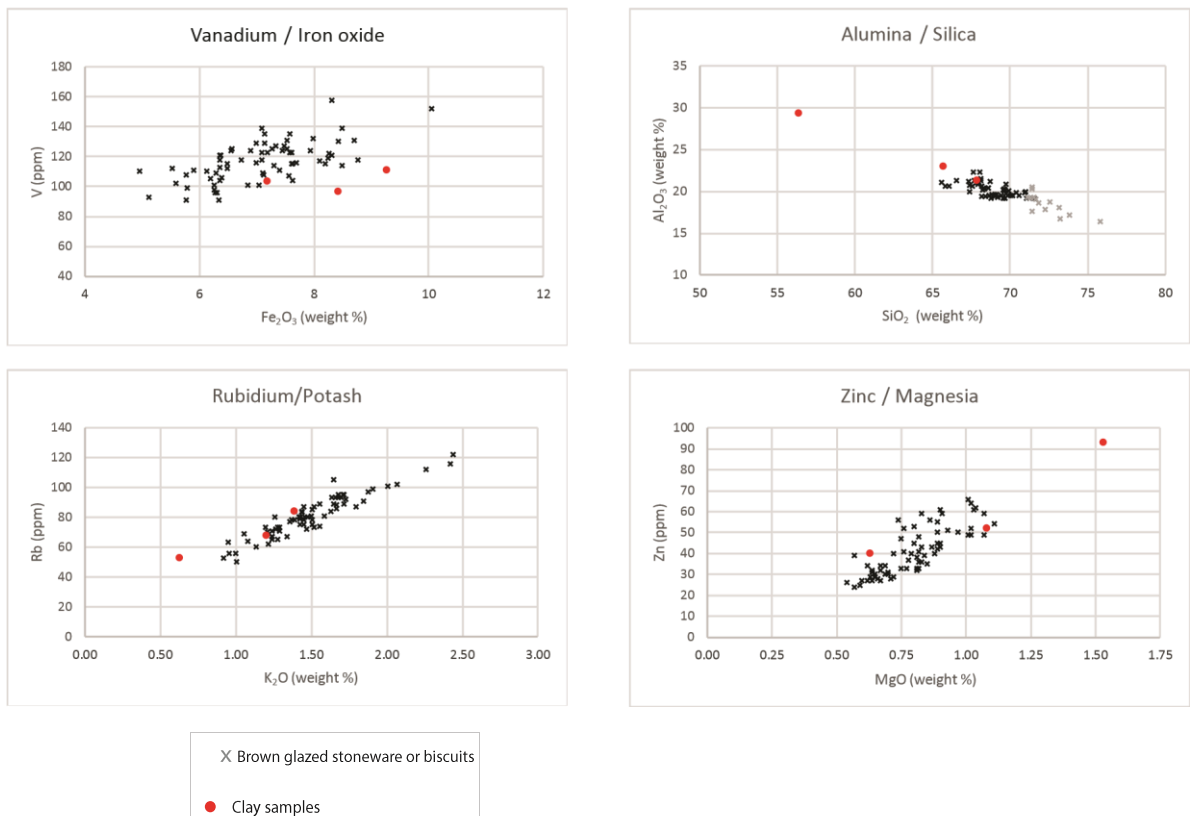 Vanadium / Iron oxide
180
160
140
120
100
80
60
40
V (ppm)
4 6 8 10 12
Fe₂O₃ (weight %)
Alumina / Silica
35
30
25
20
15
10
Al₂O₃ (weight %)
50 55 60 65 70 75 80
SiO₂ (weight %)
Rubidium/Potash
140
120
100
80
60
40
20
0
Rb (ppm)
0.00 0.50 1.00 1.50 2.00 2.50 3.00
K₂O (weight %)
Zinc / Magnesia
100
90
80
70
60
50
40
30
20
10
0
Zn (ppm)
0.00 0.25 0.50 0.75 1.00 1.25 1.50 1.75
MgO (weight %)
X Brown glazed stoneware or biscuits
Clay samples